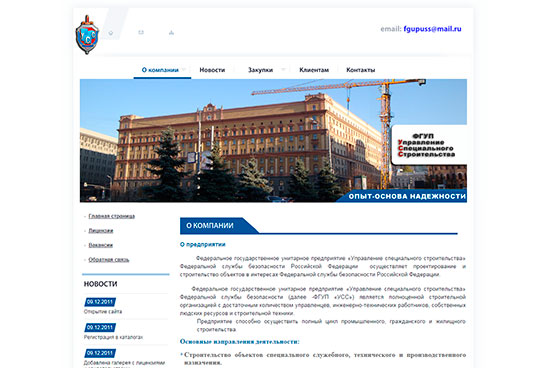 email: fgupuss@mail.ru
О компании Новости Закупки Клиентам Контакты
ФГУП
Управление
Специального
Строительства
ОПЫТ-ОСНОВА НАДЕЖНОСТИ
Главная страница
Лицензии
Вакансии
Обратная связь
НОВОСТИ
09.12.2011
Открытие сайта
09.12.2011
Регистрация в каталогах
09.12.2011
Добавлена галерея с лицензиями
О КОМПАНИИ
О предприятии
Федеральное государственное унитарное предприятие «Управление специального строительства»
Федеральной службы безопасности Российской Федерации осуществляет проектирование и
строительство объектов в интересах Федеральной службы безопасности Российской Федерации.
Федеральное государственное унитарное предприятие «Управление специального строительства»
Федеральной службы безопасности (далее -ФГУП «УСС») является полноценной строительной
организацией с достаточным количеством управленцев, инженерно-технических работников, собственных
людских ресурсов и строительной техники.
Предприятие способно осуществить полный цикл промышленного, гражданского и жилищного
строительства.
Основные направления деятельности:
* Строительство объектов специального служебного, технического и производственного
назначения.